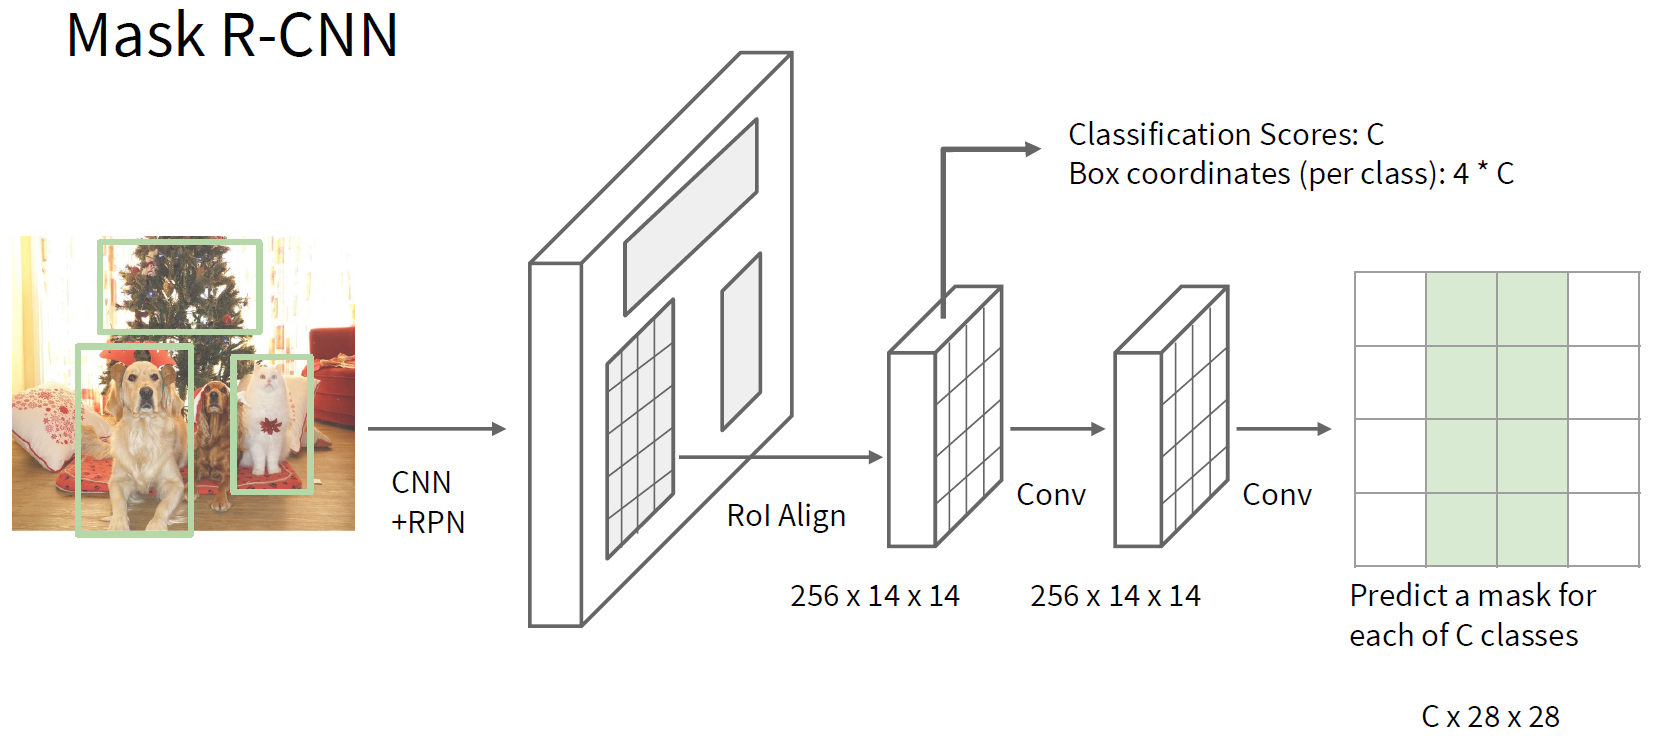 Mask R-CNN
Classification Scores: C
Box coordinates (per class): 4 * C
CNN
+RPN
RoI Align
Conv
Conv
256 x 14 x 14
256 x 14 x 14
Predict a mask for
each of C classes
C x 28 x 28